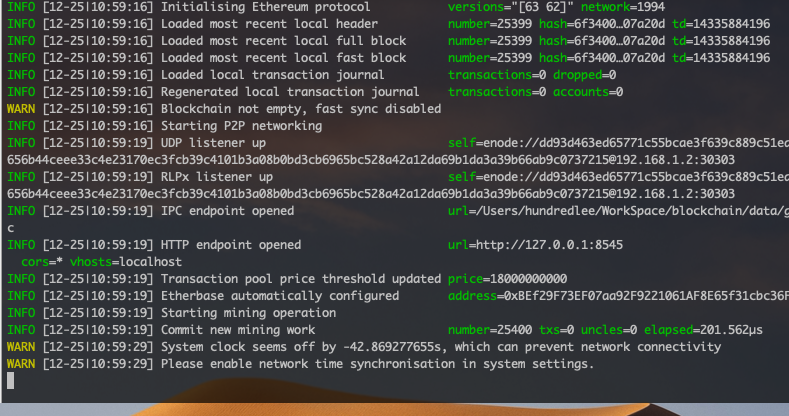 INFO [12-25|10:59:16] Initialising Ethereum protocol versions="[63 62]" network=1994
INFO [12-25|10:59:16] Loaded most recent local header number=25399 hash=6f3400…07a20d td=14335884196
INFO [12-25|10:59:16] Loaded most recent local full block number=25399 hash=6f3400…07a20d td=14335884196
INFO [12-25|10:59:16] Loaded most recent local fast block number=25399 hash=6f3400…07a20d td=14335884196
INFO [12-25|10:59:16] Loaded local transaction journal transactions=0 dropped=0
INFO [12-25|10:59:16] Regenerated local transaction journal transactions=0 accounts=0
WARN [12-25|10:59:16] Blockchain not empty, fast sync disabled
INFO [12-25|10:59:16] Starting P2P networking
INFO [12-25|10:59:19] UDP listener up self=enode://dd93d463ed65771c55bcae3f639c889c51ed
656b44ceee33c4e23170ec3fcb39c4101b3a08b0bd3cb6965bc528a42a12da69b1da3a39b66ab9c0737215@192.168.1.2:30303
INFO [12-25|10:59:19] RLPx listener up self=enode://dd93d463ed65771c55bcae3f639c889c51ed
656b44ceee33c4e23170ec3fcb39c4101b3a08b0bd3cb6965bc528a42a12da69b1da3a39b66ab9c0737215@192.168.1.2:30303
INFO [12-25|10:59:19] IPC endpoint opened url=/Users/hundredlee/WorkSpace/blockchain/data/g
c
INFO [12-25|10:59:19] HTTP endpoint opened url=http://127.0.0.1:8545
cors=* vhosts=localhost
INFO [12-25|10:59:19] Transaction pool price threshold updated price=18000000000
INFO [12-25|10:59:19] Etherbase automatically configured address=0xBEf29F73EF07aa92F9221061AF8E65f31cbc36F
INFO [12-25|10:59:19] Starting mining operation
INFO [12-25|10:59:19] Commit new mining work number=25400 txs=0 uncles=0 elapsed=201.562µs
WARN [12-25|10:59:29] System clock seems off by -42.869277655s, which can prevent network connectivity
WARN [12-25|10:59:29] Please enable network time synchronisation in system settings.